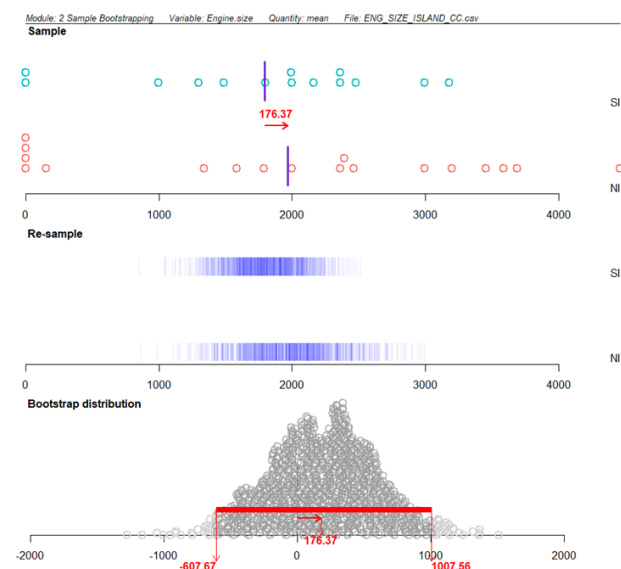 Module: 2 Sample Bootstrapping Variable: Engine.size Quantity: mean File: ENG_SIZE_ISLAND_CC.csv
Sample
SI
176.37
NI
0 1000 2000 3000 4000
Re-sample
SI
NI
0 1000 2000 3000 4000
Bootstrap distribution
176.37
-2000 -1000 0 1000 2000
-607.67 1007.56